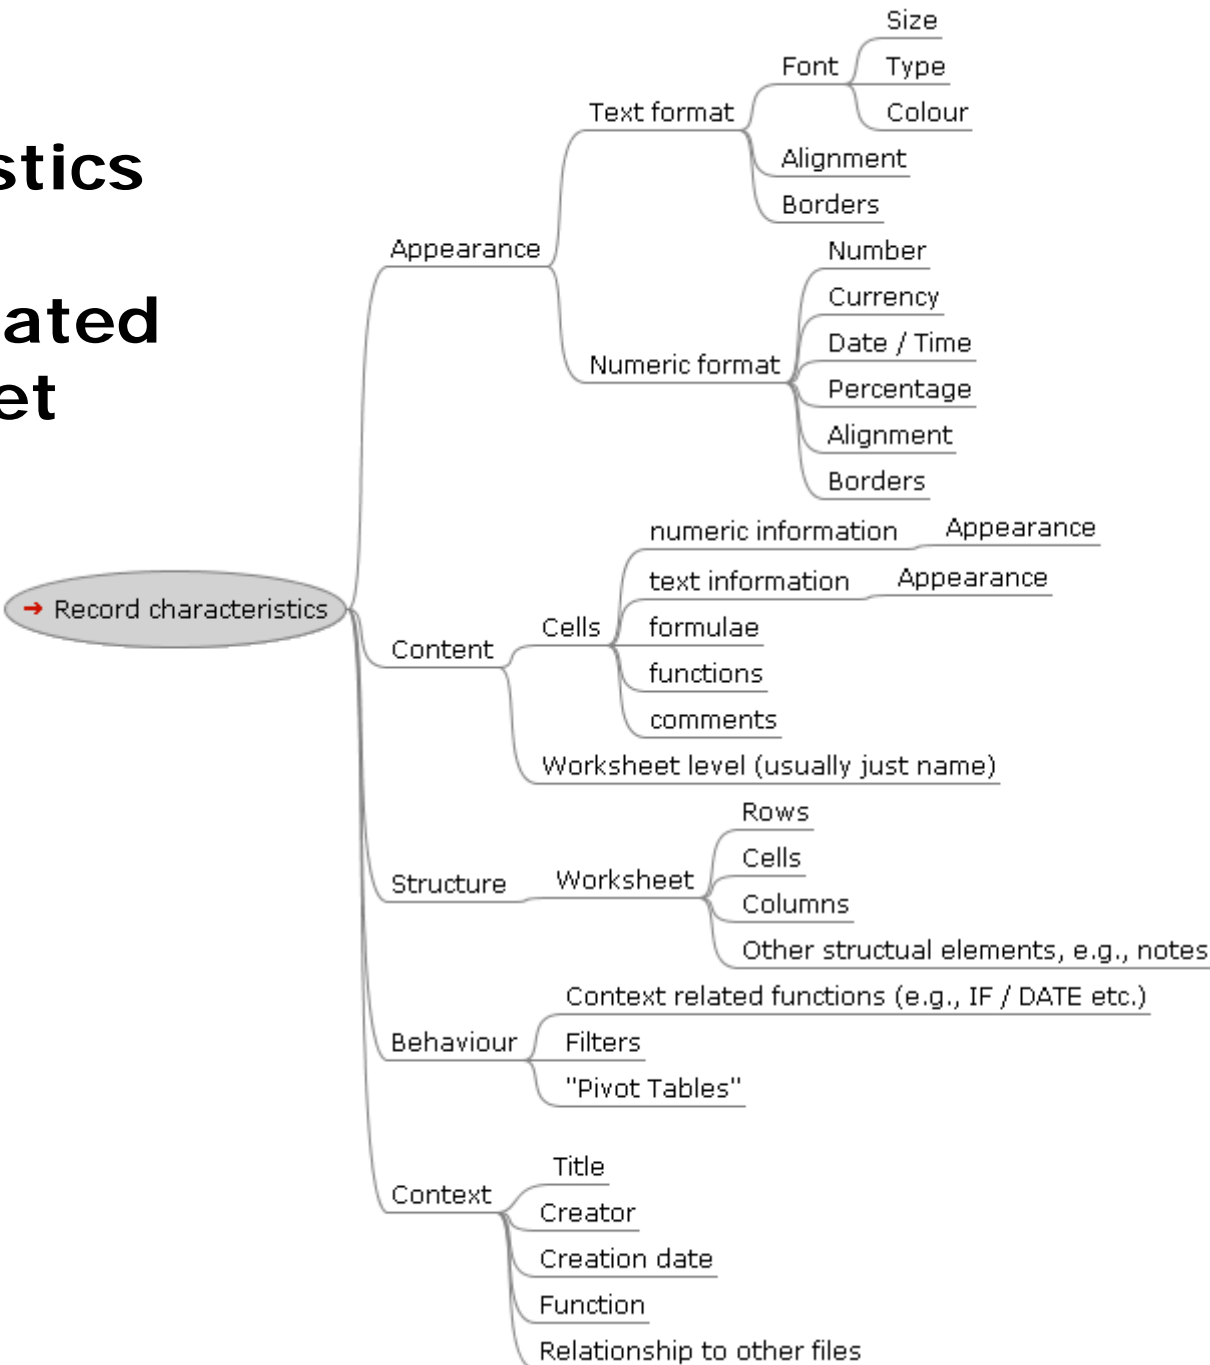 stics
ated
et
Record characteristics
Appearance
Text format
Font
Size
Type
Colour
Alignment
Borders
Numeric format
Number
Currency
Date / Time
Percentage
Alignment
Borders
Content
Cells
numeric information
Appearance
text information
Appearance
formulae
functions
comments
Worksheet level (usually just name)
Structure
Worksheet
Rows
Cells
Columns
Other structual elements, e.g., notes
Behaviour
Context related functions (e.g., IF / DATE etc.)
Filters
"Pivot Tables"
Context
Title
Creator
Creation date
Function
Relationship to other files